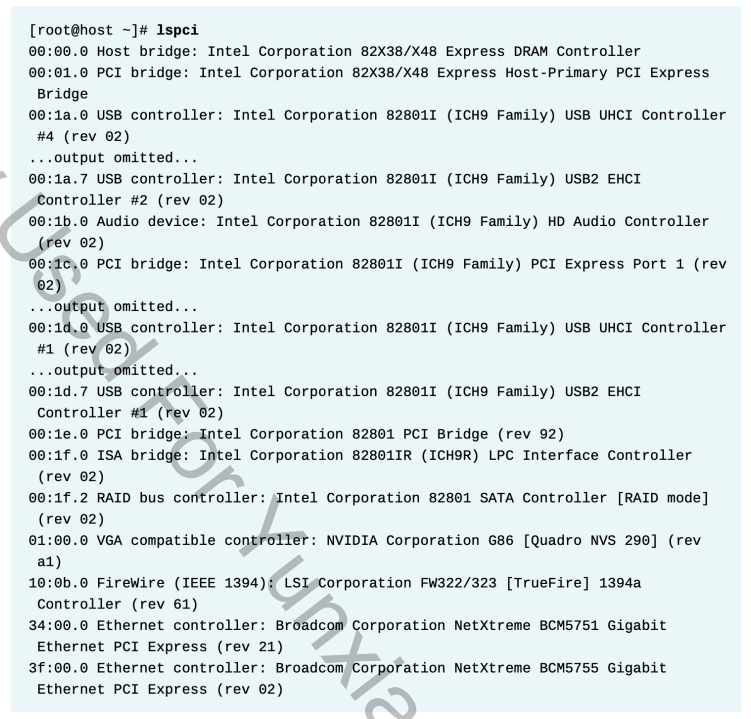 [root@host ~]# lspci
00:00.0 Host bridge: Intel Corporation 82X38/X48 Express DRAM Controller
00:01.0 PCI bridge: Intel Corporation 82X38/X48 Express Host-Primary PCI Express
Bridge
00:1a.0 USB controller: Intel Corporation 82801I (ICH9 Family) USB UHCI Controller
#4 (rev 02)
...output omitted...
00:1a.7 USB controller: Intel Corporation 82801I (ICH9 Family) USB2 EHCI
Controller #2 (rev 02)
00:1b.0 Audio device: Intel Corporation 82801I (ICH9 Family) HD Audio Controller
(rev 02)
00:1c.0 PCI bridge: Intel Corporation 82801I (ICH9 Family) PCI Express Port 1 (rev
02)
...output omitted...
00:1d.0 USB controller: Intel Corporation 82801I (ICH9 Family) USB UHCI Controller
#1 (rev 02)
...output omitted...
00:1d.7 USB controller: Intel Corporation 82801I (ICH9 Family) USB2 EHCI
Controller #1 (rev 02)
00:1e.0 PCI bridge: Intel Corporation 82801 PCI Bridge (rev 92)
00:1f.0 ISA bridge: Intel Corporation 82801IR (ICH9R) LPC Interface Controller
(rev 02)
00:1f.2 RAID bus controller: Intel Corporation 82801 SATA Controller [RAID mode]
(rev 02)
01:00.0 VGA compatible controller: NVIDIA Corporation G86 [Quadro NVS 290] (rev
a1)
10:0b.0 FireWire (IEEE 1394): LSI Corporation FW322/323 [TrueFire] 1394a
Controller (rev 61)
34:00.0 Ethernet controller: Broadcom Corporation NetXtreme BCM5751 Gigabit
Ethernet PCI Express (rev 21)
3f:00.0 Ethernet controller: Broadcom Corporation NetXtreme BCM5755 Gigabit
Ethernet PCI Express (rev 02)
Used For Yunxia